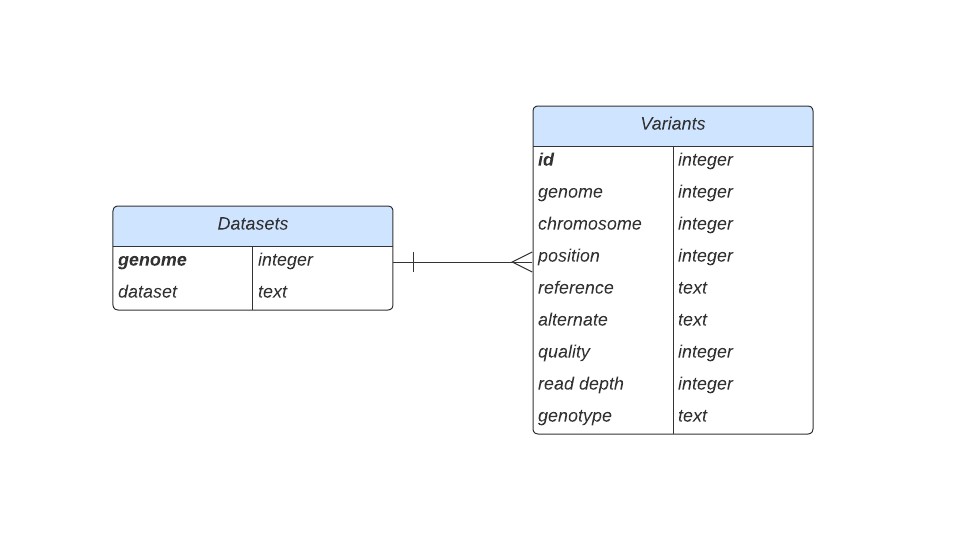 Variants
id integer
genome integer
chromosome integer
position integer
reference text
alternate text
quality integer
read depth integer
genotype text
Datasets
genome integer
dataset text